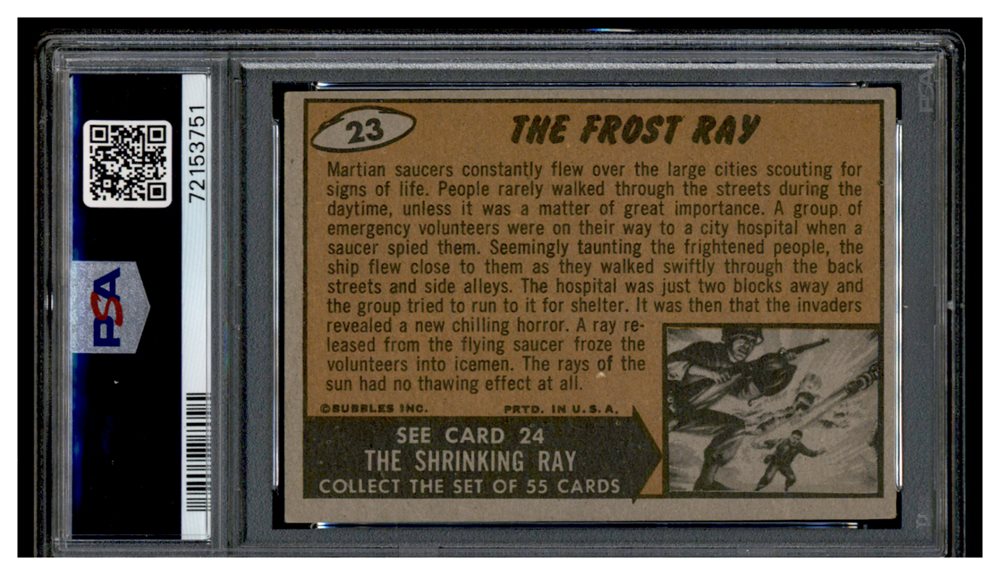 72153751
PSA
23
THE FROST RAY
Martian saucers constantly flew over the large cities scouting for
signs of life. People rarely walked through the streets during the
daytime, unless it was a matter of great importance. A group of
emergency volunteers were on their way to a city hospital when a
saucer spied them. Seemingly taunting the frightened people, the
ship flew close to them as they walked swiftly through the back
streets and side alleys. The hospital was just two blocks away and
the group tried to run to it for shelter. It was then that the invaders
revealed a new chilling horror. A ray re-
leased from the flying saucer froze the
volunteers into icemen. The rays of the
sun had no thawing effect at all.
©BUBBLES INC. PRTD. IN U.S.A.
SEE CARD 24
THE SHRINKING RAY
COLLECT THE SET OF 55 CARDS
PSA